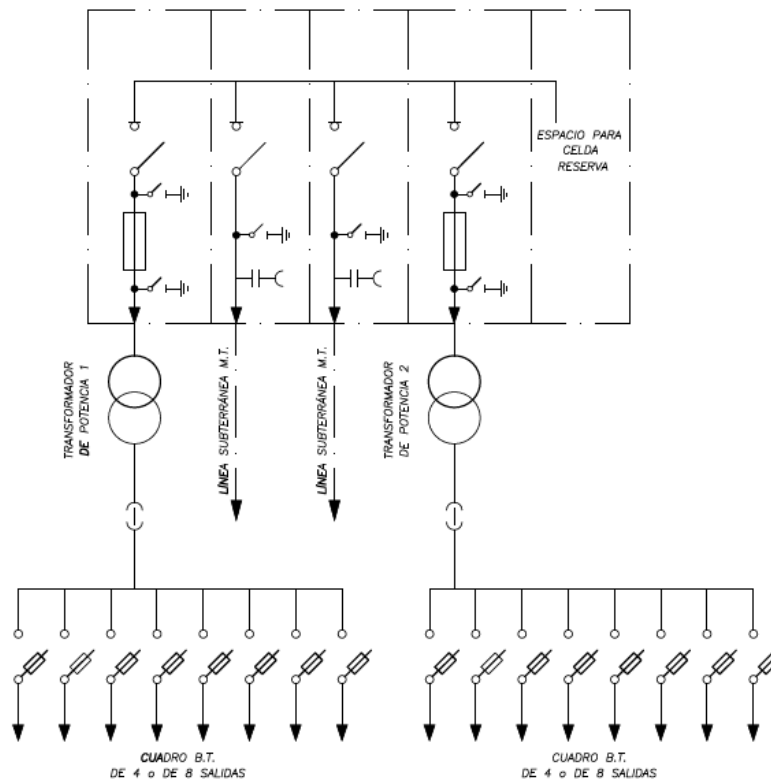 ESPACIO PARA
CELDA
RESERVA
TRANSFORMADOR
DE POTENCIA 1
LÍNEA SUBTERRÁNEA M.T.
LÍNEA SUBTERRÁNEA M.T.
TRANSFORMADOR
DE POTENCIA 2
CUADRO B.T.
DE 4 o DE 8 SALIDAS
CUADRO B.T.
DE 4 o DE 8 SALIDAS